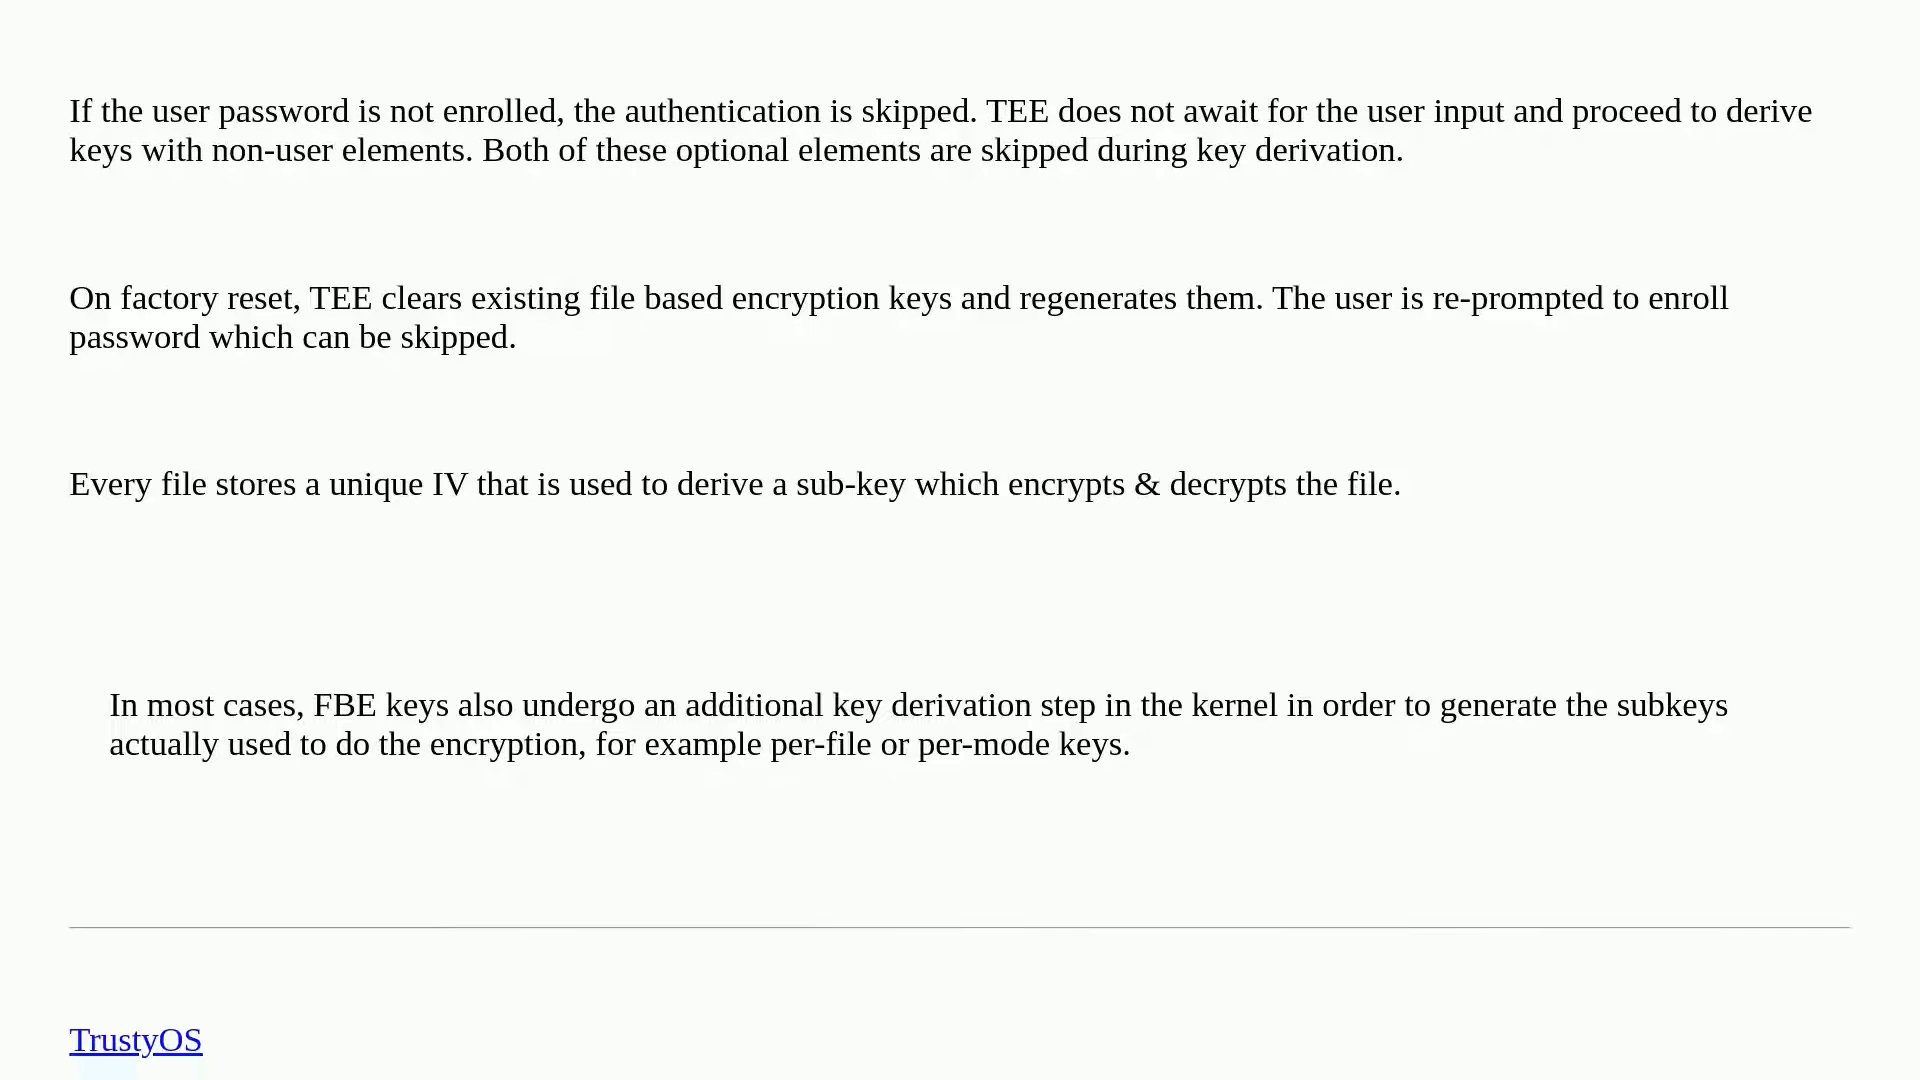 If the user password is not enrolled, the authentication is skipped. TEE does not await for the user input and proceed to derive
keys with non-user elements. Both of these optional elements are skipped during key derivation.
On factory reset, TEE clears existing file based encryption keys and regenerates them. The user is re-prompted to enroll
password which can be skipped.
Every file stores a unique IV that is used to derive a sub-key which encrypts & decrypts the file.
In most cases, FBE keys also undergo an additional key derivation step in the kernel in order to generate the subkeys
actually used to do the encryption, for example per-file or per-mode keys.
TrustyOS